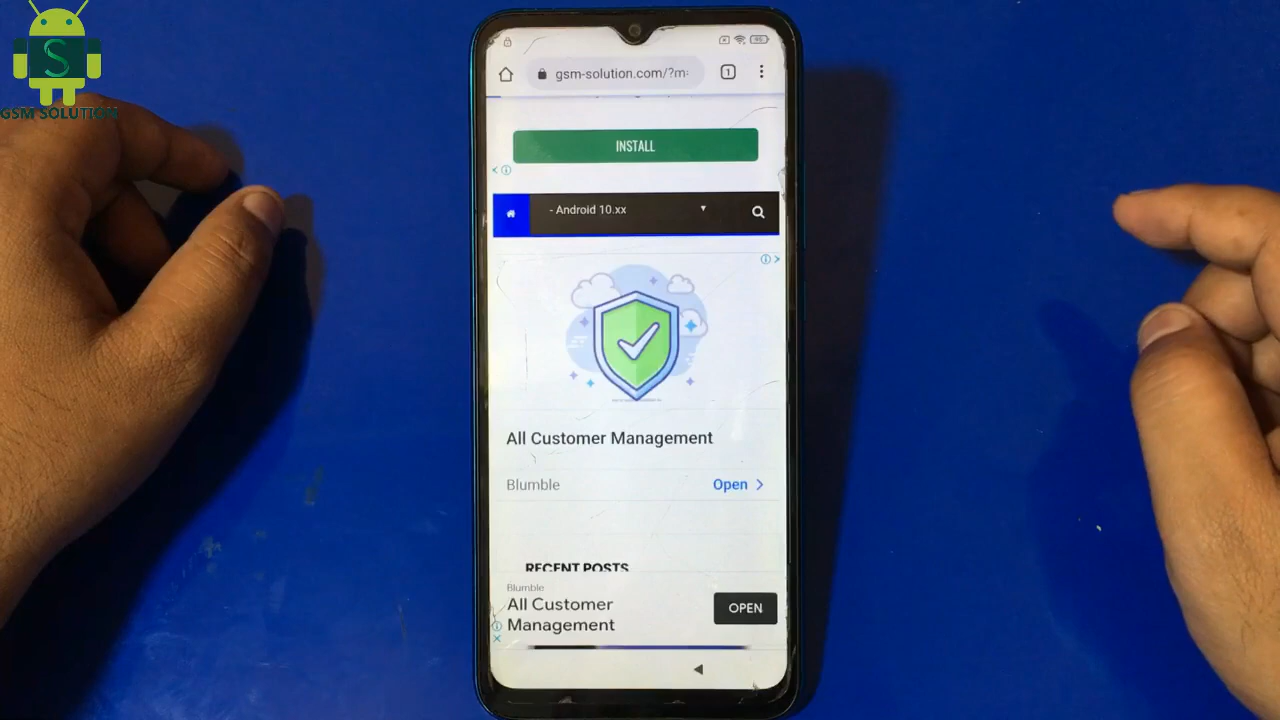 S
GSM SOLUTION
gsm-solution.com/?m=
1
INSTALL
- Android 10.xx
All Customer Management
Blumble
Open
RECENT POSTS
Blumble
All Customer
Management
OPEN